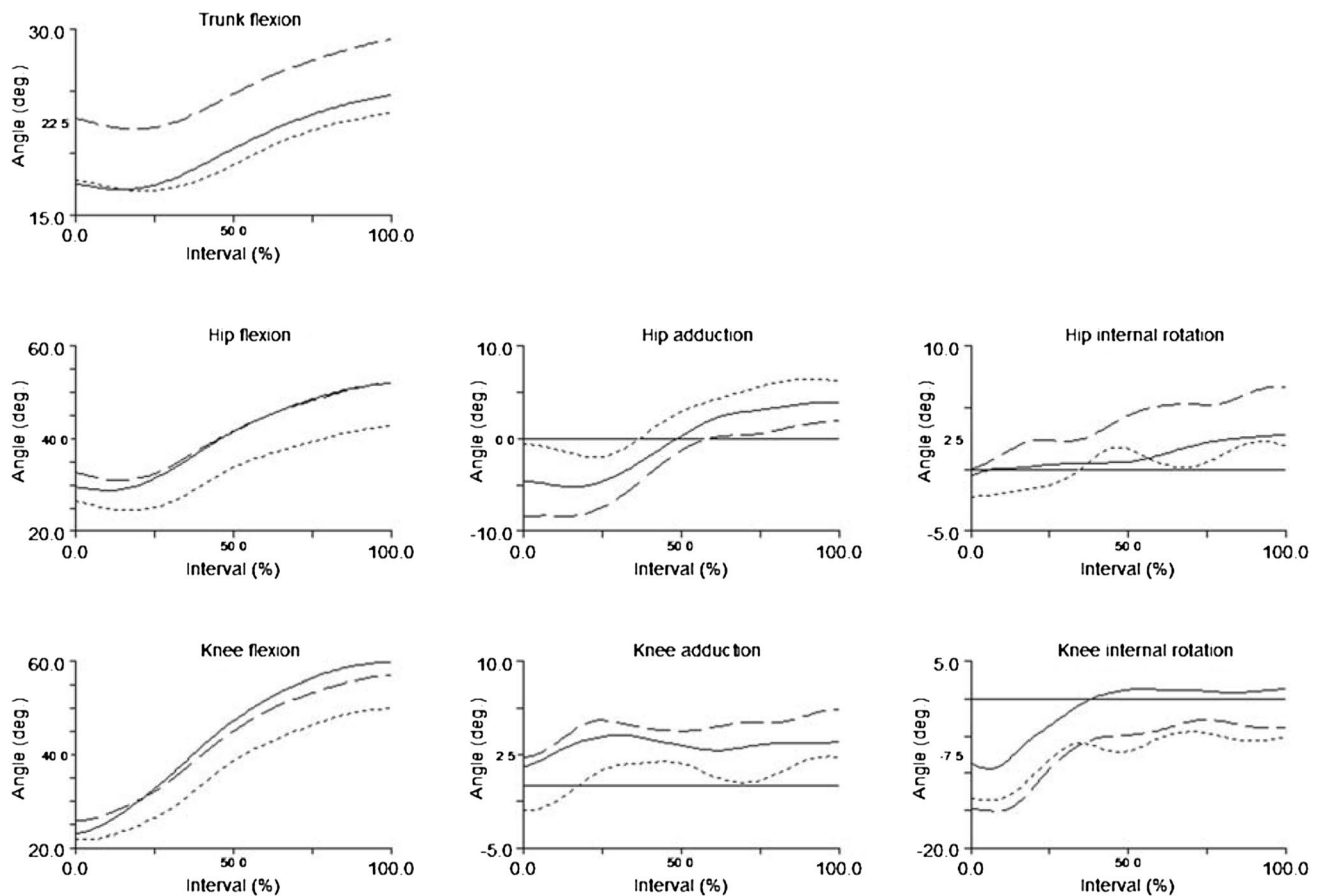 Trunk flexion
30.0
22 5
15.0
Angle (deg.)
0.0 50 0 100.0
Interval (%)
Hip flexion
60.0
40 0
20.0
Angle (deg.)
0.0 50 0 100.0
Interval (%)
Hip adduction
10.0
0 0
-10.0
Angle (deg.)
0.0 50 0 100.0
Interval (%)
Hip internal rotation
10.0
2 5
-5.0
Angle (deg.)
0.0 50 0 100.0
Interval (%)
Knee flexion
60.0
40 0
20.0
Angle (deg.)
0.0 50 0 100.0
Interval (%)
Knee adduction
10.0
2 5
-5.0
Angle (deg.)
0.0 50 0 100.0
Interval (%)
Knee internal rotation
5.0
-7 5
-20.0
Angle (deg.)
0.0 50 0 100.0
Interval (%)